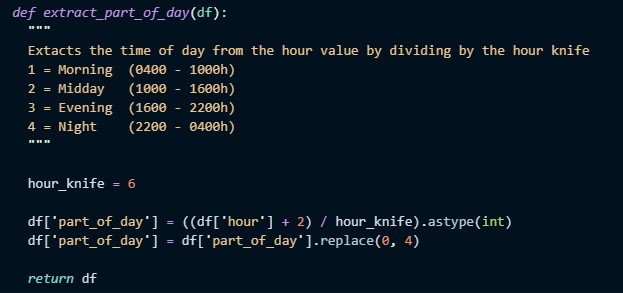 def extract_part_of_day(df):
"""
Extacts the time of day from the hour value by dividing by the hour knife
1 = Morning  (0400 - 1000h)
2 = Midday   (1000 - 1600h)
3 = Evening  (1600 - 2200h)
4 = Night    (2200 - 0400h)
"""
hour_knife = 6
df['part_of_day'] = ((df['hour'] + 2) / hour_knife).astype(int)
df['part_of_day'] = df['part_of_day'].replace(0, 4)
return df